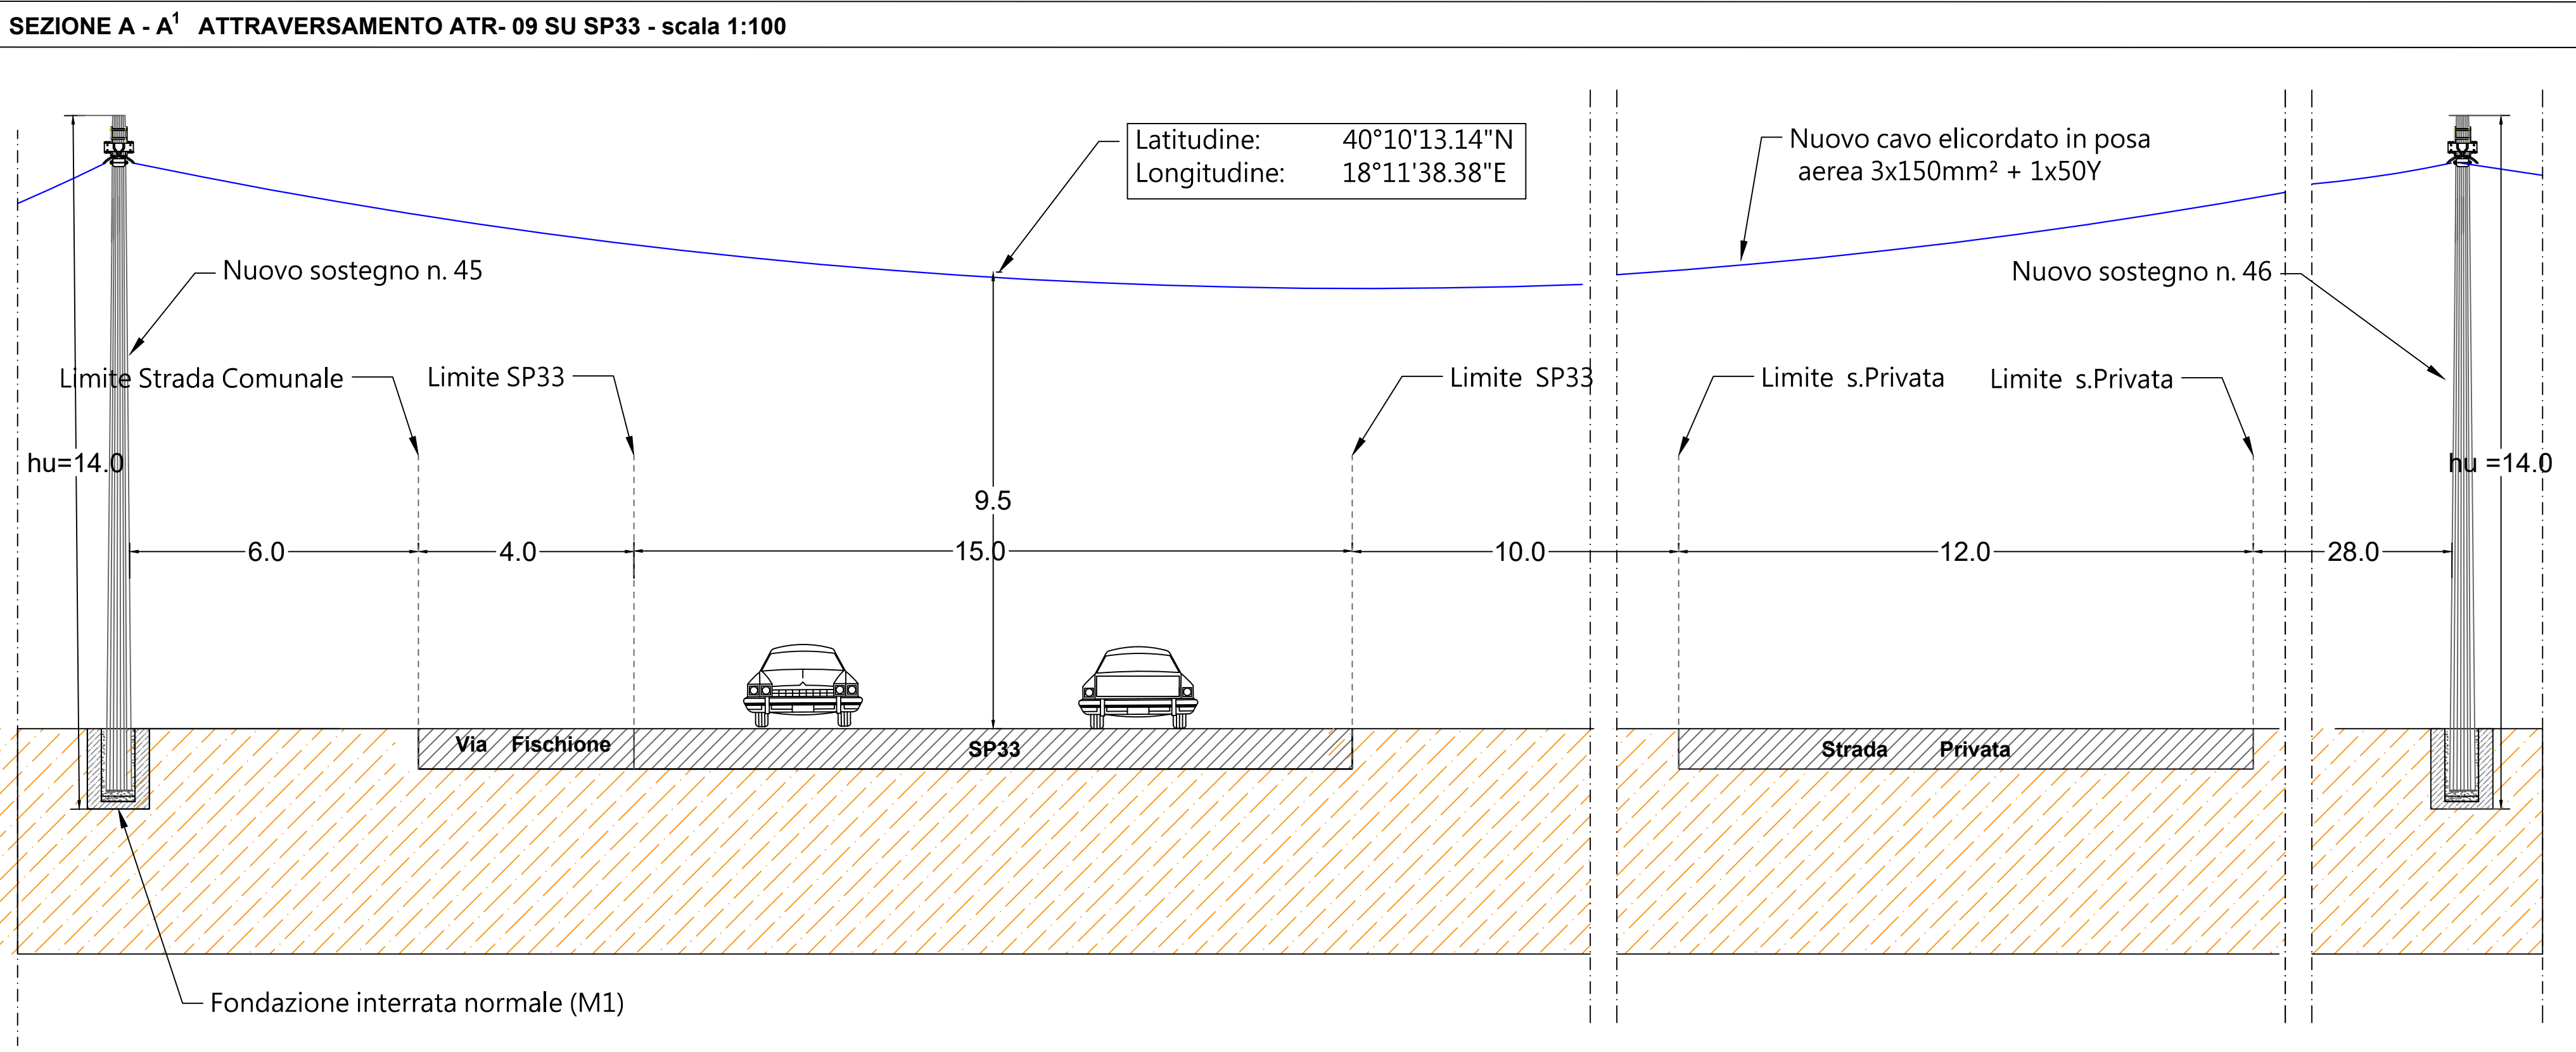 SEZIONE A - A¹ ATTRAVERSAMENTO ATR- 09 SU SP33 - scala 1:100
Latitudine: 40°10'13.14"N
Longitudine: 18°11'38.38"E
Nuovo cavo elicordato in posa
aerea 3x150mm² + 1x50Y
Nuovo sostegno n. 45
Nuovo sostegno n. 46
Limite Strada Comunale
Limite SP33
Limite SP33
Limite s.Privata
Limite s.Privata
hu=14.0
hu =14.0
9.5
6.0
4.0
15.0
10.0
12.0
28.0
Via Fischione
SP33
Strada Privata
Fondazione interrata normale (M1)